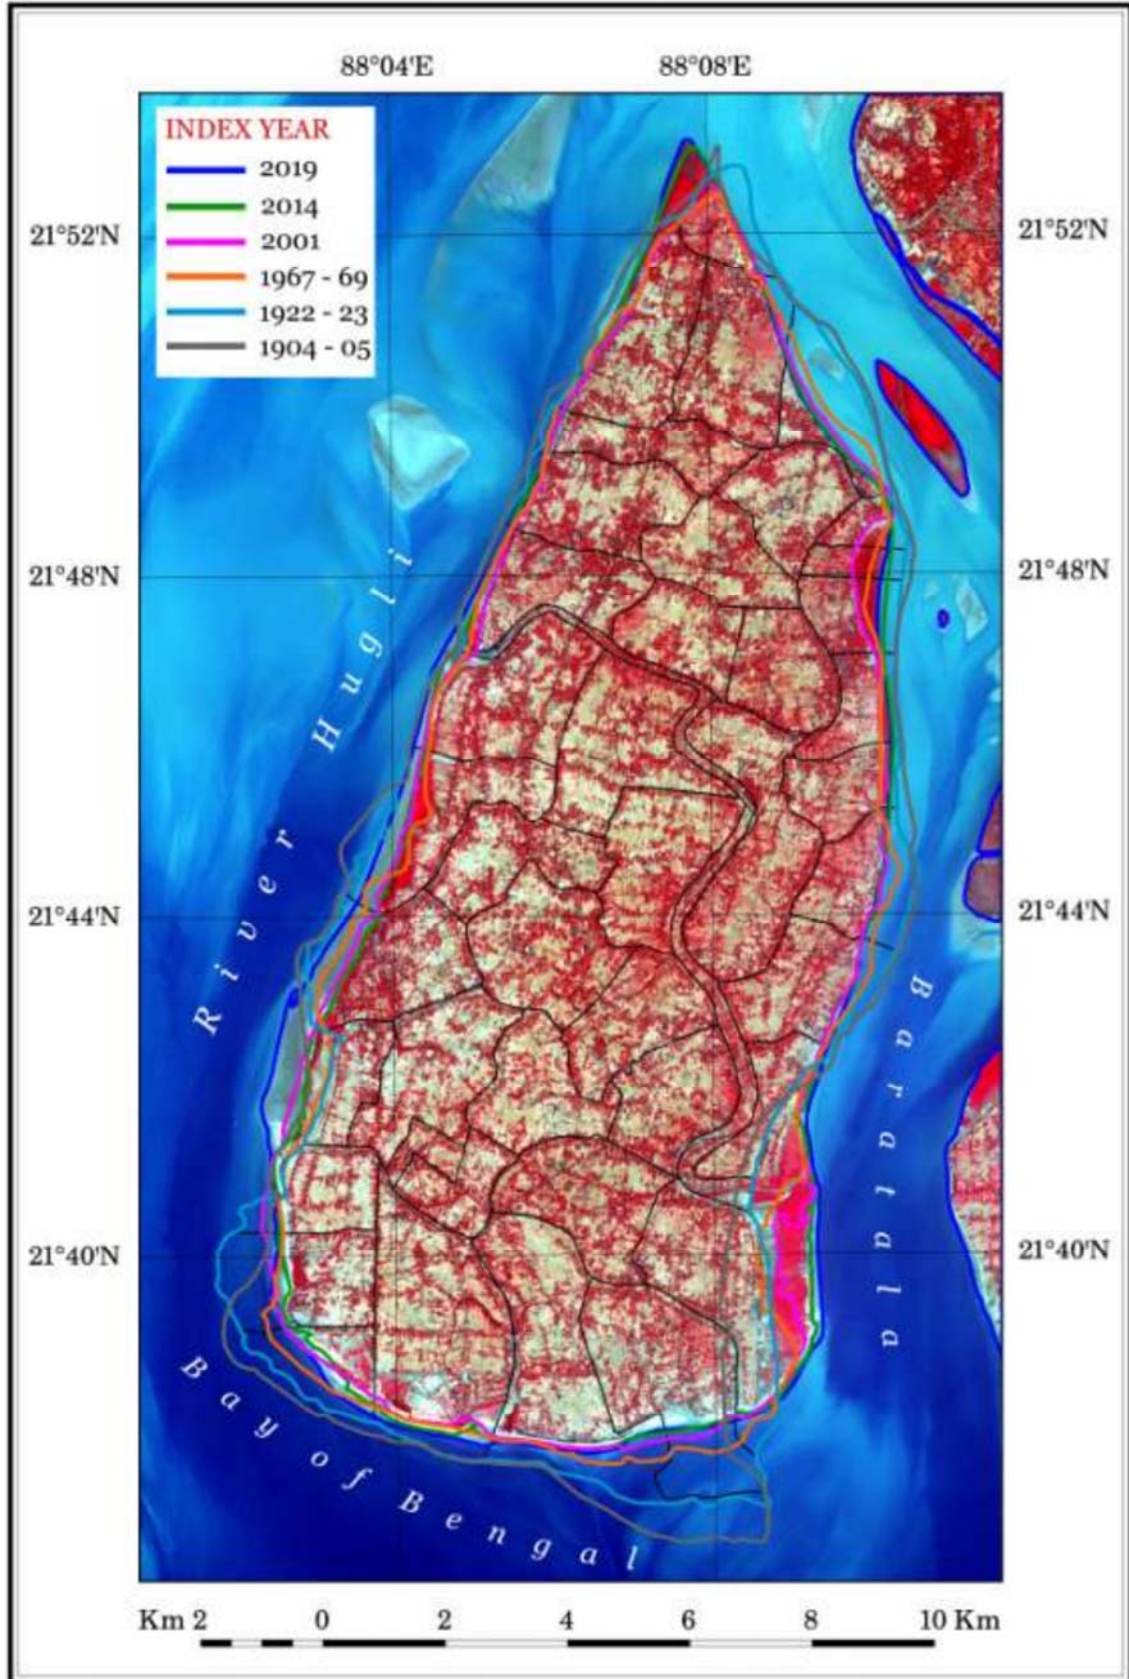 88°04'E 88°08'E
INDEX YEAR
2019
2014
2001
1967 - 69
1922 - 23
1904 - 05
21°52'N 21°52'N
21°48'N 21°48'N
21°44'N 21°44'N
21°40'N 21°40'N
River Hugli
Baratala
Bay of Bengal
Km 2 0 2 4 6 8 10 Km